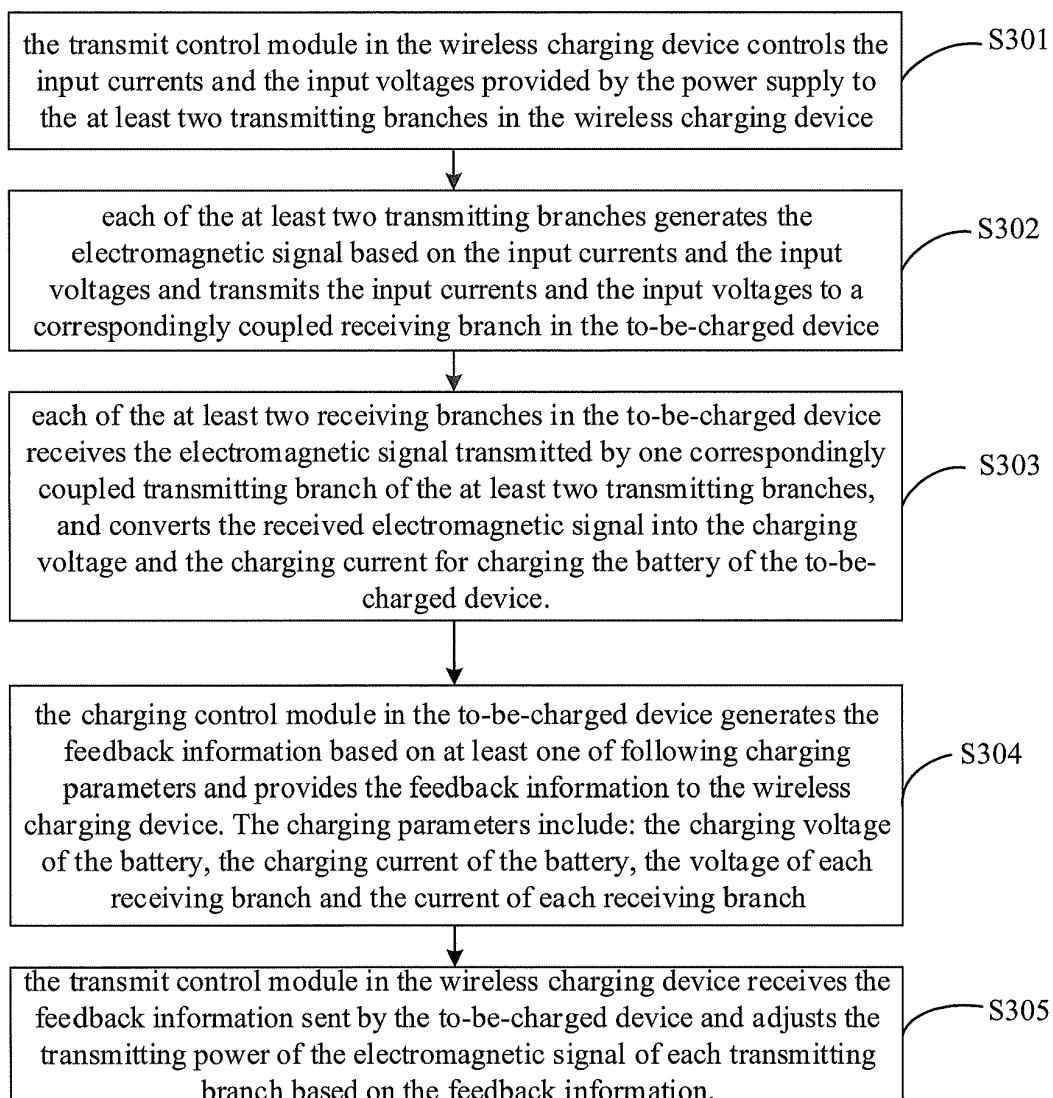 the transmit control module in the wireless charging device controls the
input currents and the input voltages provided by the power supply to
the at least two transmitting branches in the wireless charging device
S301
each of the at least two transmitting branches generates the
electromagnetic signal based on the input currents and the input
voltages and transmits the input currents and the input voltages to a
correspondingly coupled receiving branch in the to-be-charged device
S302
each of the at least two receiving branches in the to-be-charged device
receives the electromagnetic signal transmitted by one correspondingly
coupled transmitting branch of the at least two transmitting branches,
and converts the received electromagnetic signal into the charging
voltage and the charging current for charging the battery of the to-be-
charged device.
S303
the charging control module in the to-be-charged device generates the
feedback information based on at least one of following charging
parameters and provides the feedback information to the wireless
charging device. The charging parameters include: the charging voltage
of the battery, the charging current of the battery, the voltage of each
receiving branch and the current of each receiving branch
S304
the transmit control module in the wireless charging device receives the
feedback information sent by the to-be-charged device and adjusts the
transmitting power of the electromagnetic signal of each transmitting
branch based on the feedback information.
S305